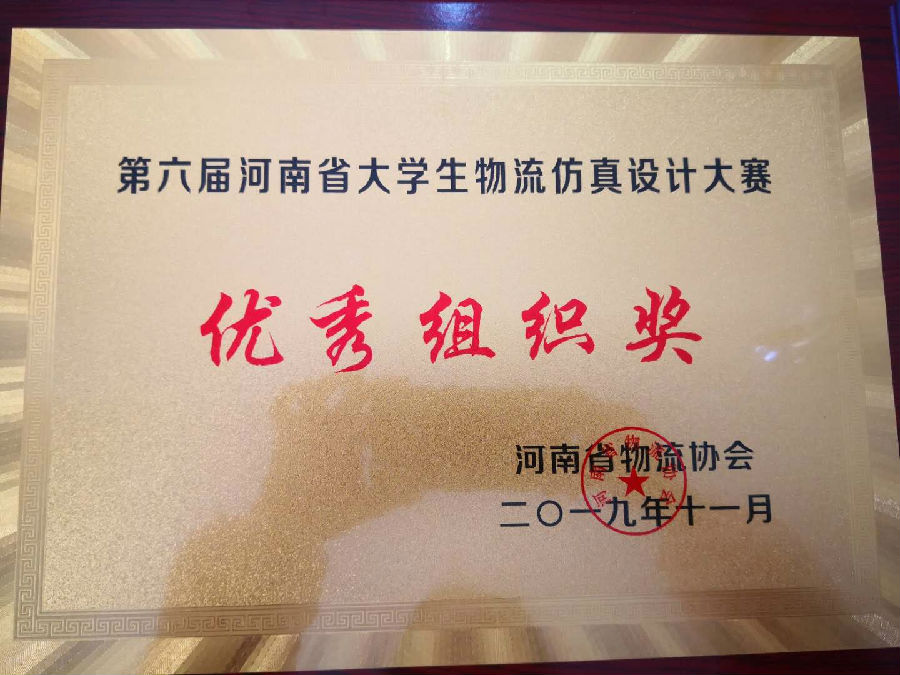 第六届河南省大学生物流仿真设计大赛
优秀组织奖
河南省物流协会
二〇一九年十一月